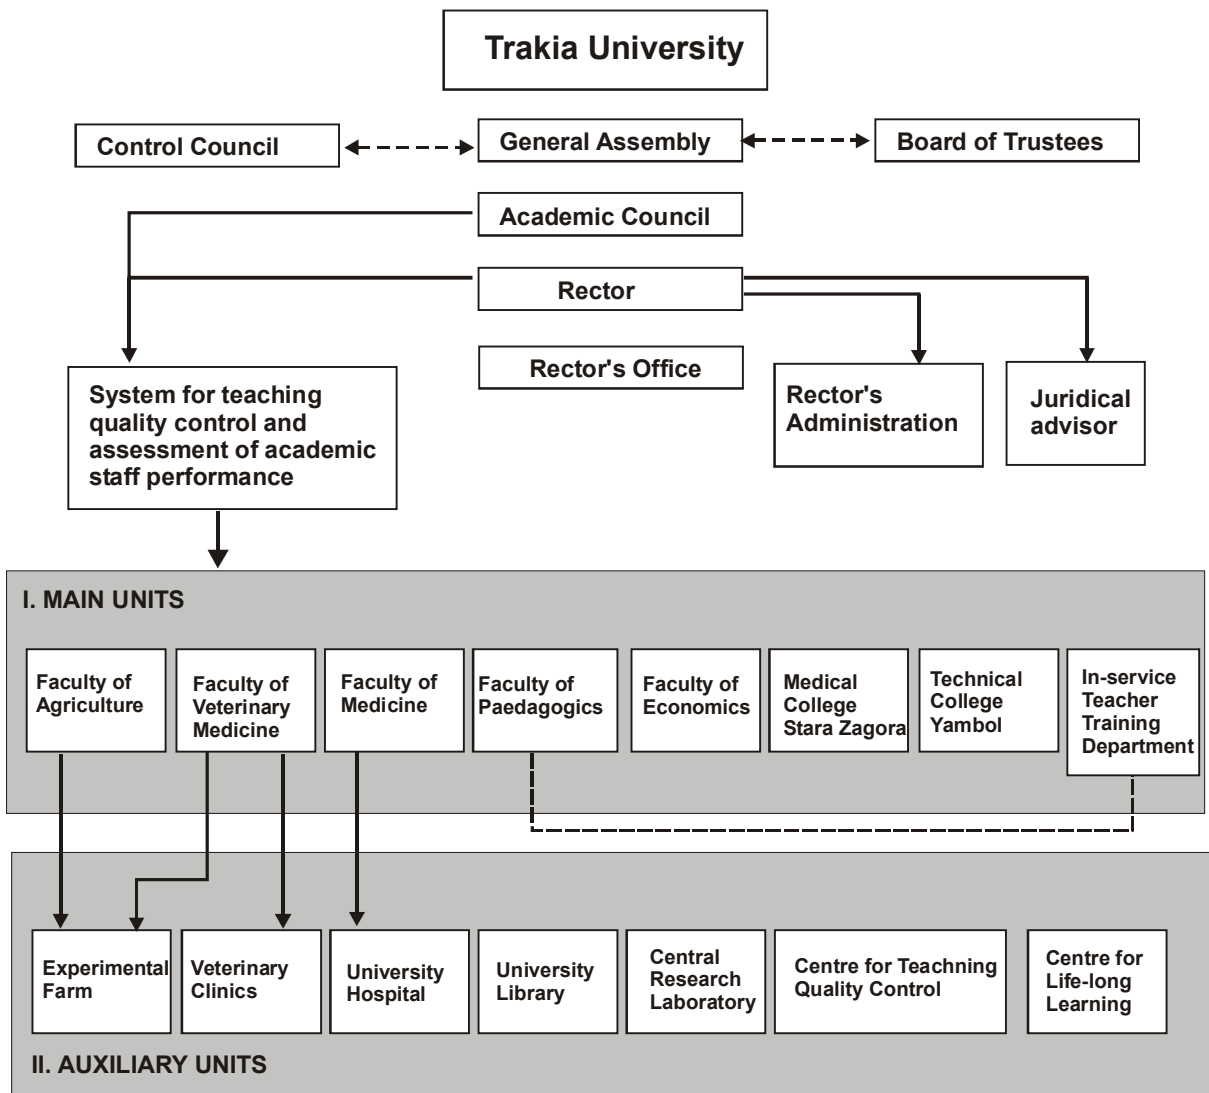 Trakia University
Control Council
General Assembly
Board of Trustees
Academic Council
Rector
Rector's Office
System for teaching
quality control and
assessment of academic
staff performance
Rector's
Administration
Juridical
advisor
I. MAIN UNITS
Faculty of
Agriculture
Faculty of
Veterinary
Medicine
Faculty of
Medicine
Faculty of
Paedagogics
Faculty of
Economics
Medical
College
Stara Zagora
Technical
College
Yambol
In-service
Teacher
Training
Department
Experimental
Farm
Veterinary
Clinics
University
Hospital
University
Library
Central
Research
Laboratory
Centre for Teachning
Quality Control
Centre for
Life-long
Learning
II. AUXILIARY UNITS